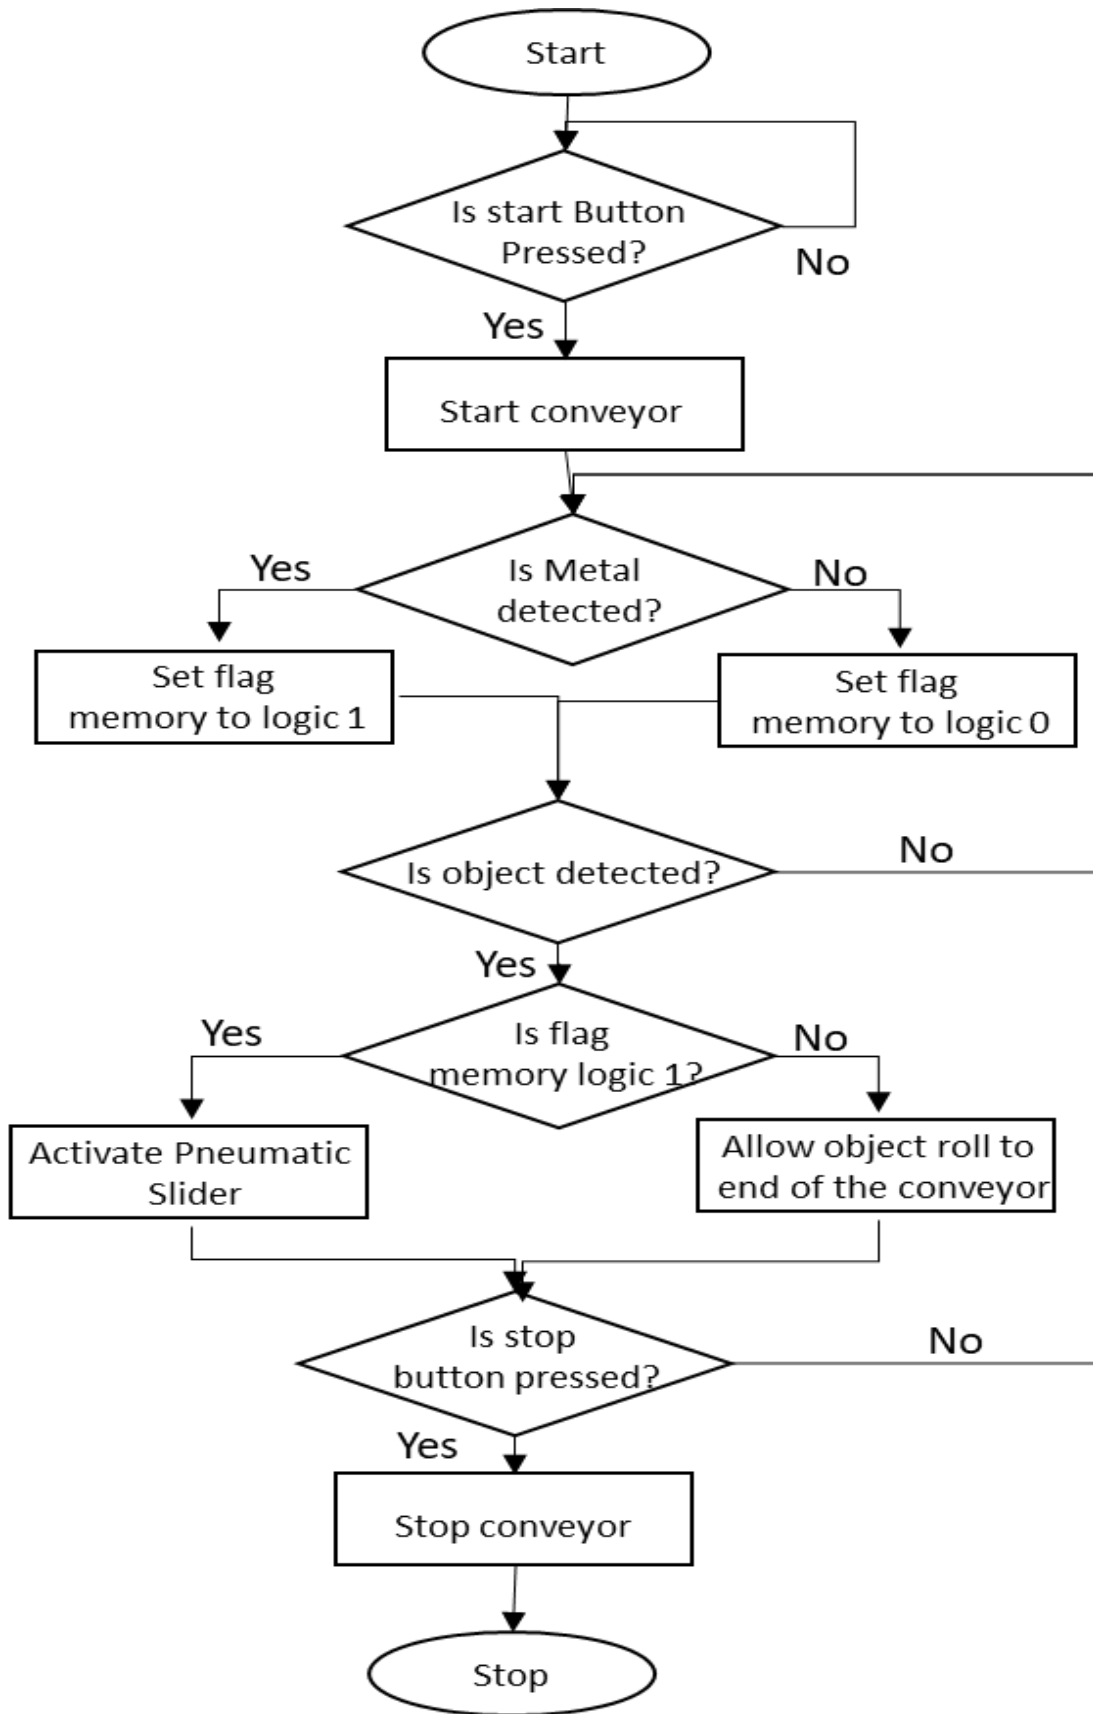 Start
Is start Button
Pressed?
No
Yes
Start conveyor
Yes
Is Metal
detected?
No
Set flag
memory to logic 1
Set flag
memory to logic 0
Is object detected?
No
Yes
Yes
Is flag
memory logic 1?
No
Activate Pneumatic
Slider
Allow object roll to
end of the conveyor
Is stop
button pressed?
No
Yes
Stop conveyor
Stop